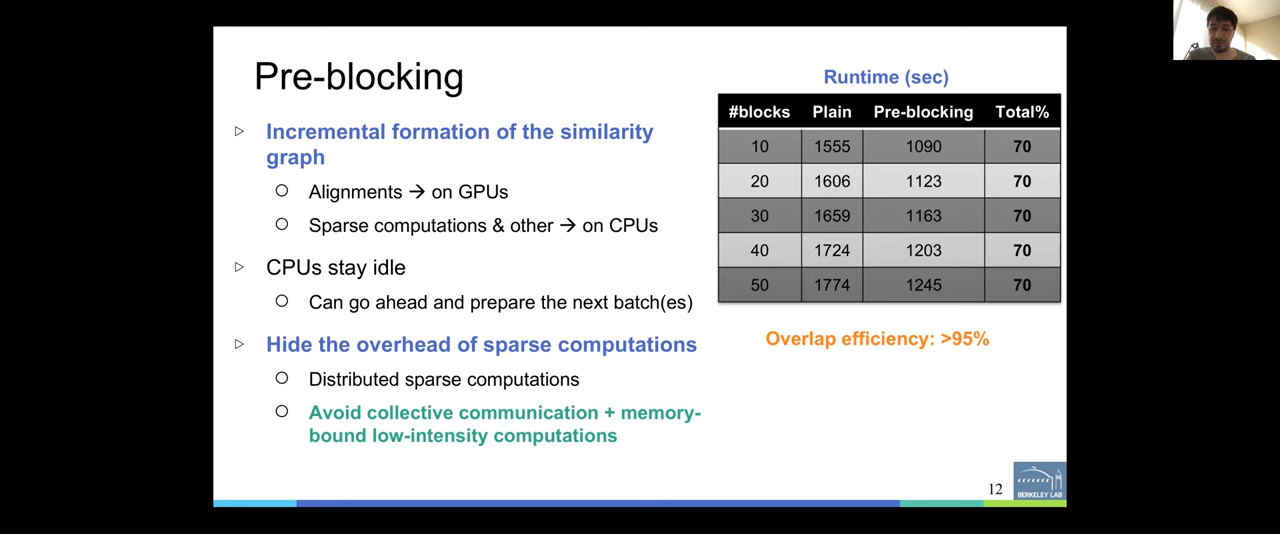 Pre-blocking
▷ Incremental formation of the similarity
graph
○ Alignments → on GPUs
○ Sparse computations & other → on CPUs
▷ CPUs stay idle
○ Can go ahead and prepare the next batch(es)
▷ Hide the overhead of sparse computations
○ Distributed sparse computations
○ Avoid collective communication + memory-
bound low-intensity computations
Runtime (sec)
#blocks Plain Pre-blocking Total%
10 1555 1090 70
20 1606 1123 70
30 1659 1163 70
40 1724 1203 70
50 1774 1245 70
Overlap efficiency: >95%
12
BERKELEY LAB